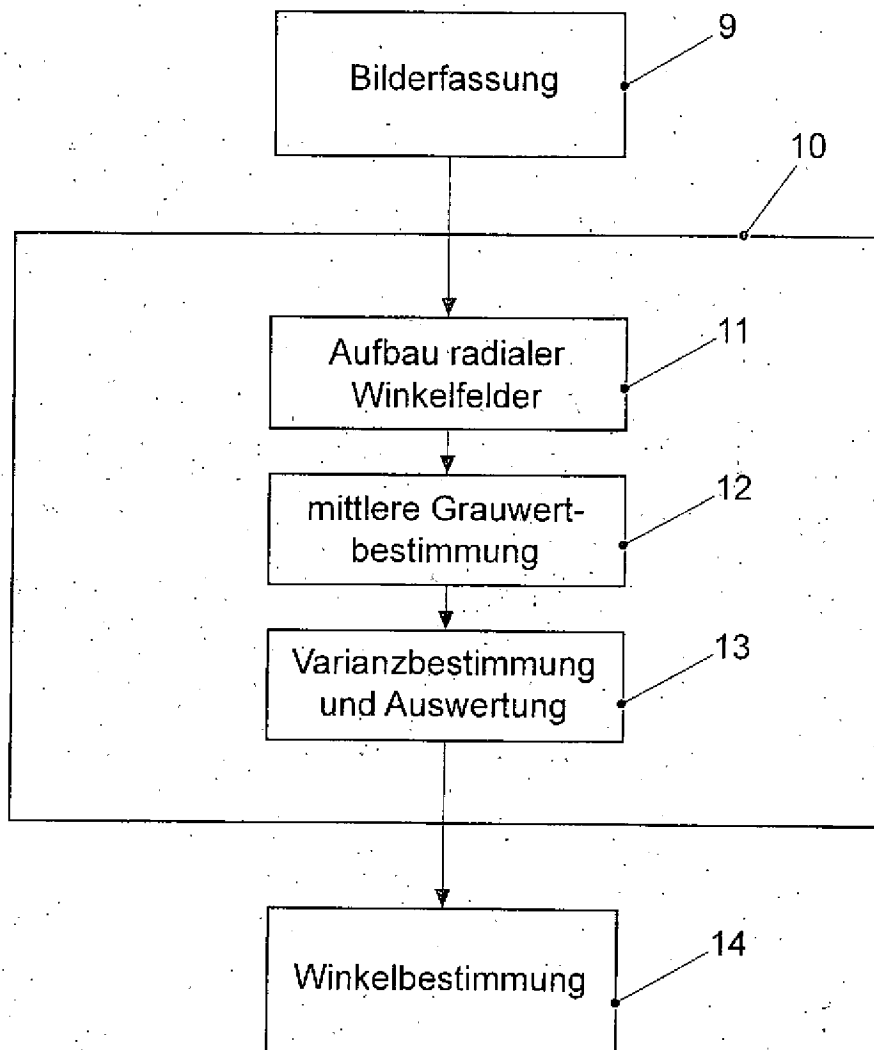 9
Bilderfassung
10
11
Aufbau radialer
Winkelfelder
12
mittlere Grauwert-
bestimmung
13
Varianzbestimmung
und Auswertung
14
Winkelbestimmung